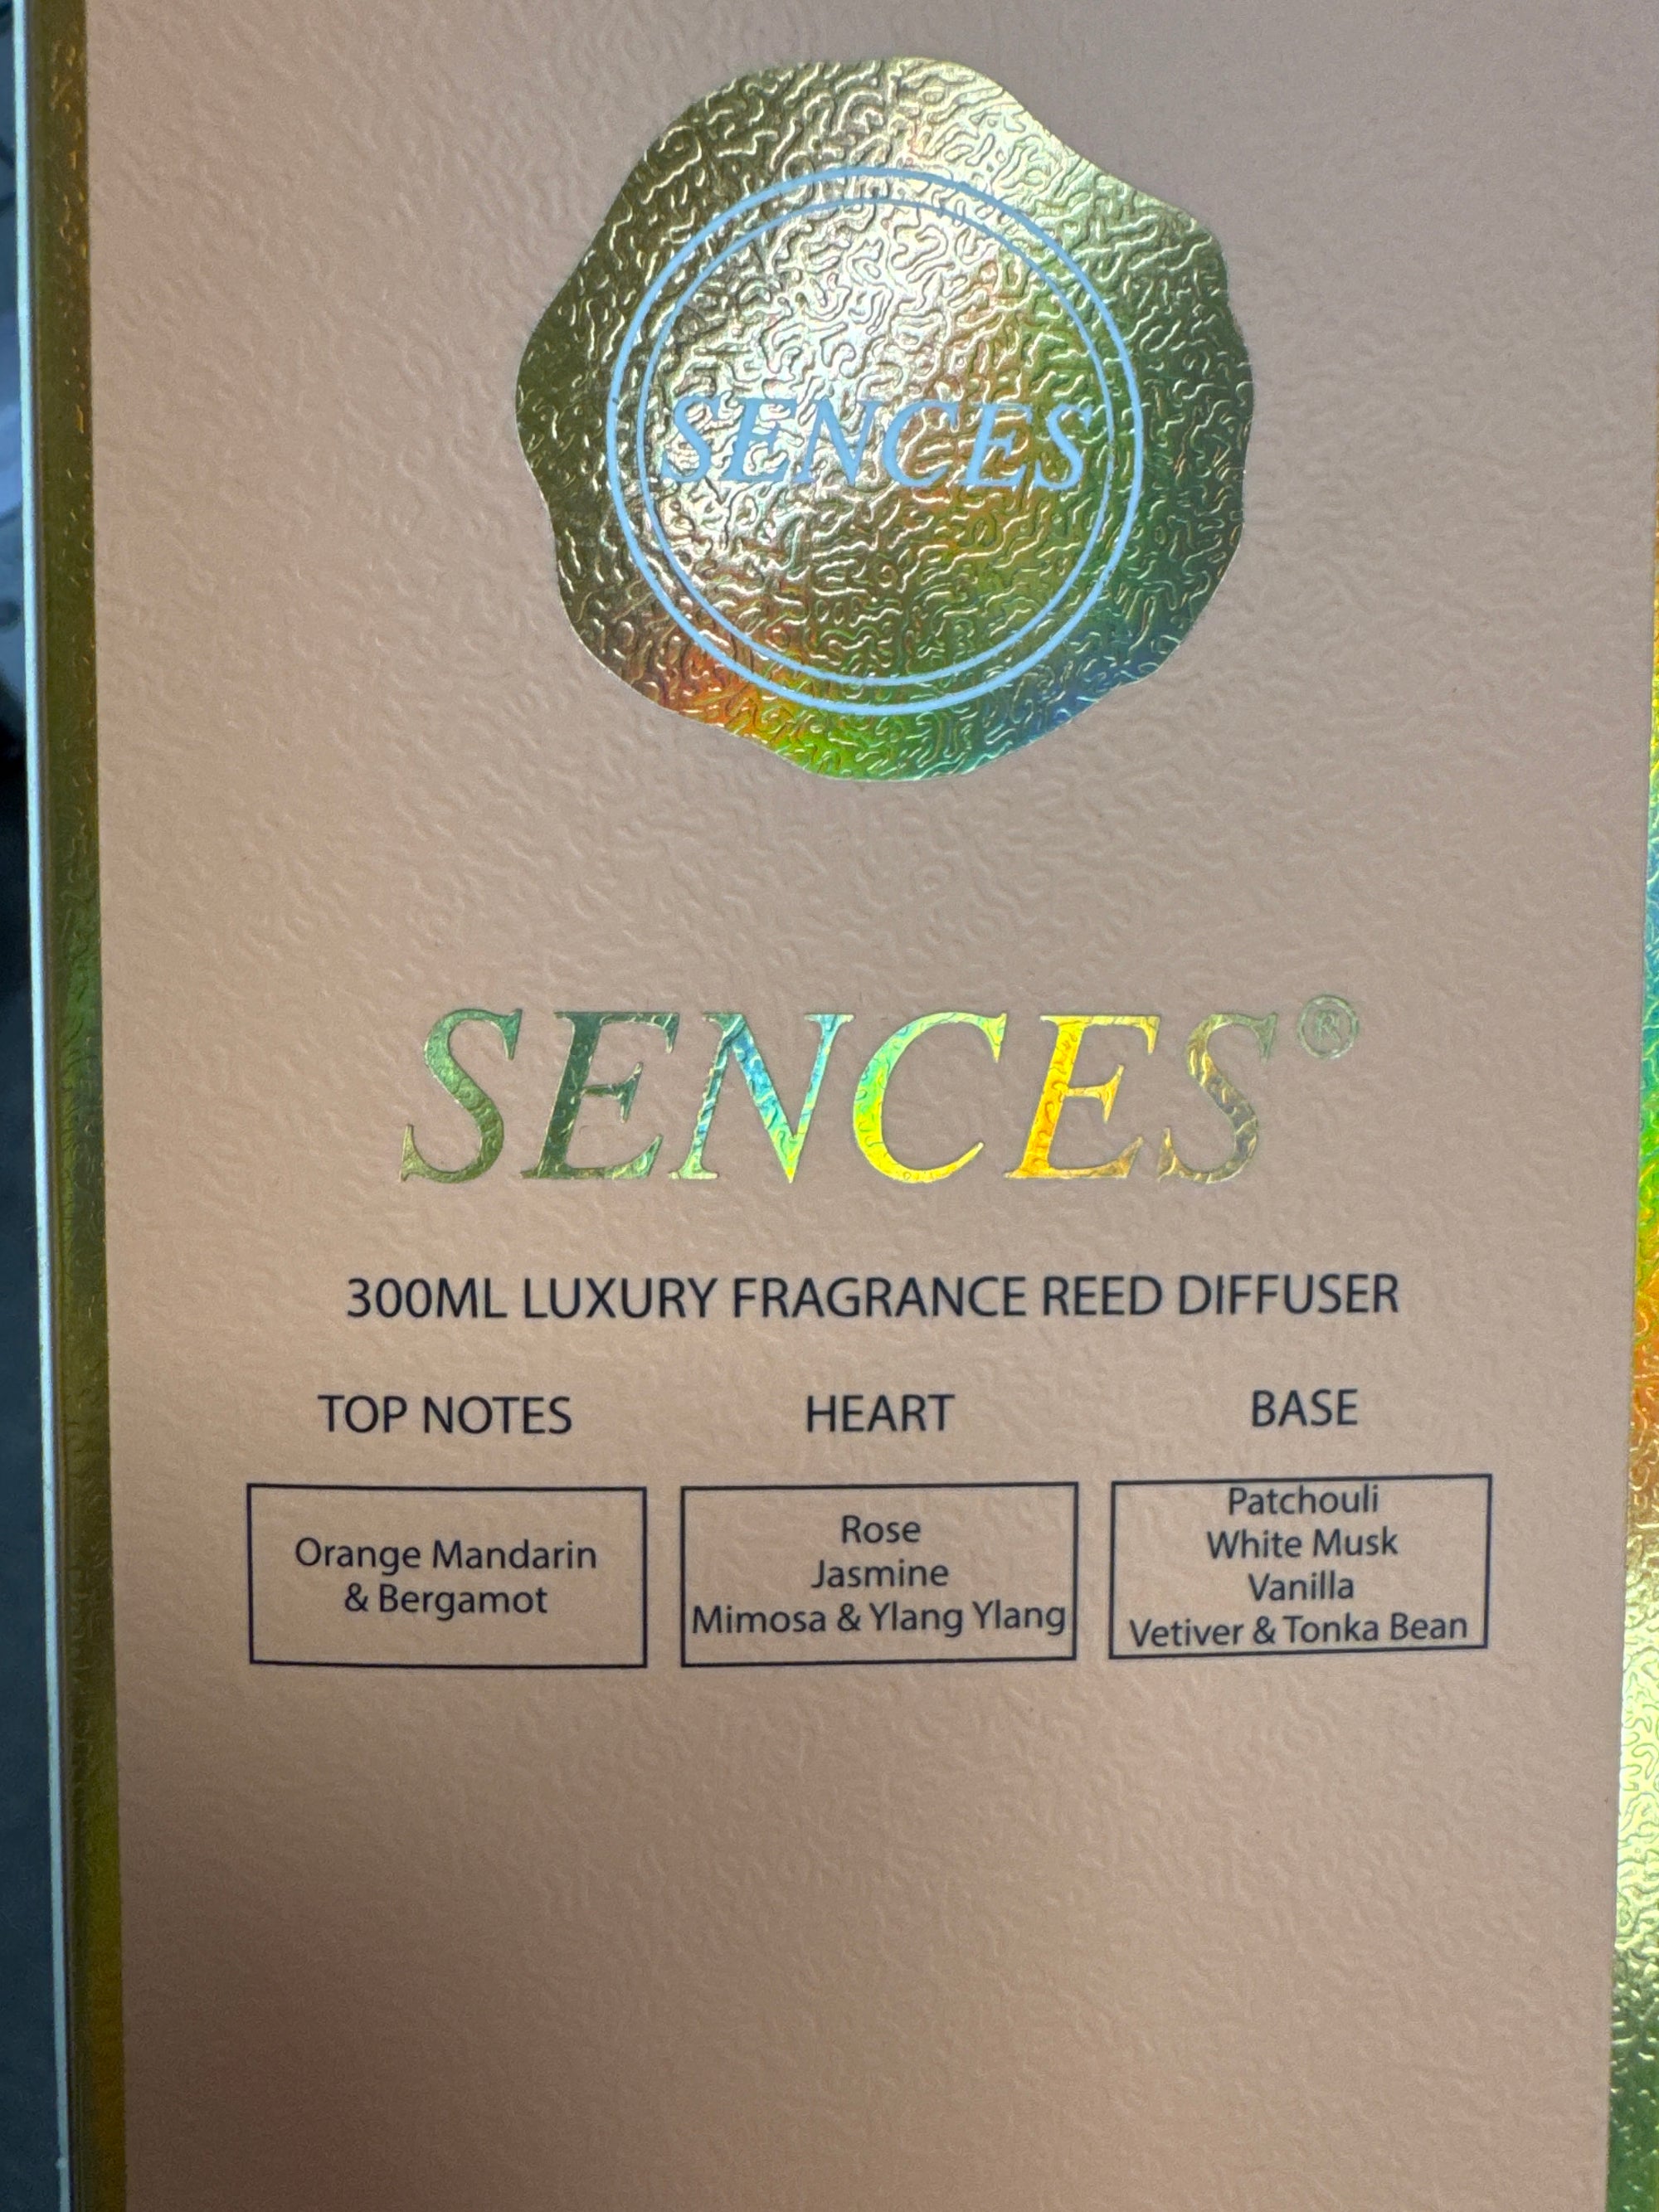 SENCES
SENCES®
300ML LUXURY FRAGRANCE REED DIFFUSER
TOP NOTES
Orange Mandarin
& Bergamot
HEART
Rose
Jasmine
Mimosa & Ylang Ylang
BASE
Patchouli
White Musk
Vanilla
Vetiver & Tonka Bean